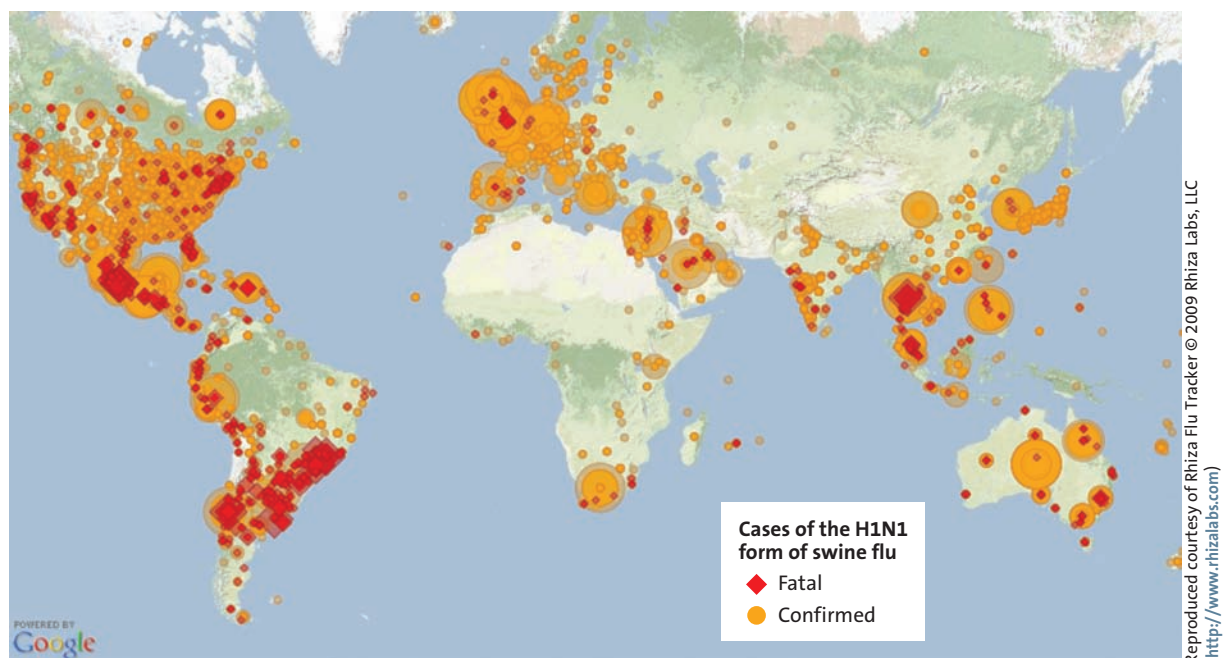 Cases of the H1N1
form of swine flu
Fatal
Confirmed
POWERED BY
Google
Reproduced courtesy of Rhiza Flu Tracker © 2009 Rhiza Labs, LLC
http://www.rhizalabs.com)